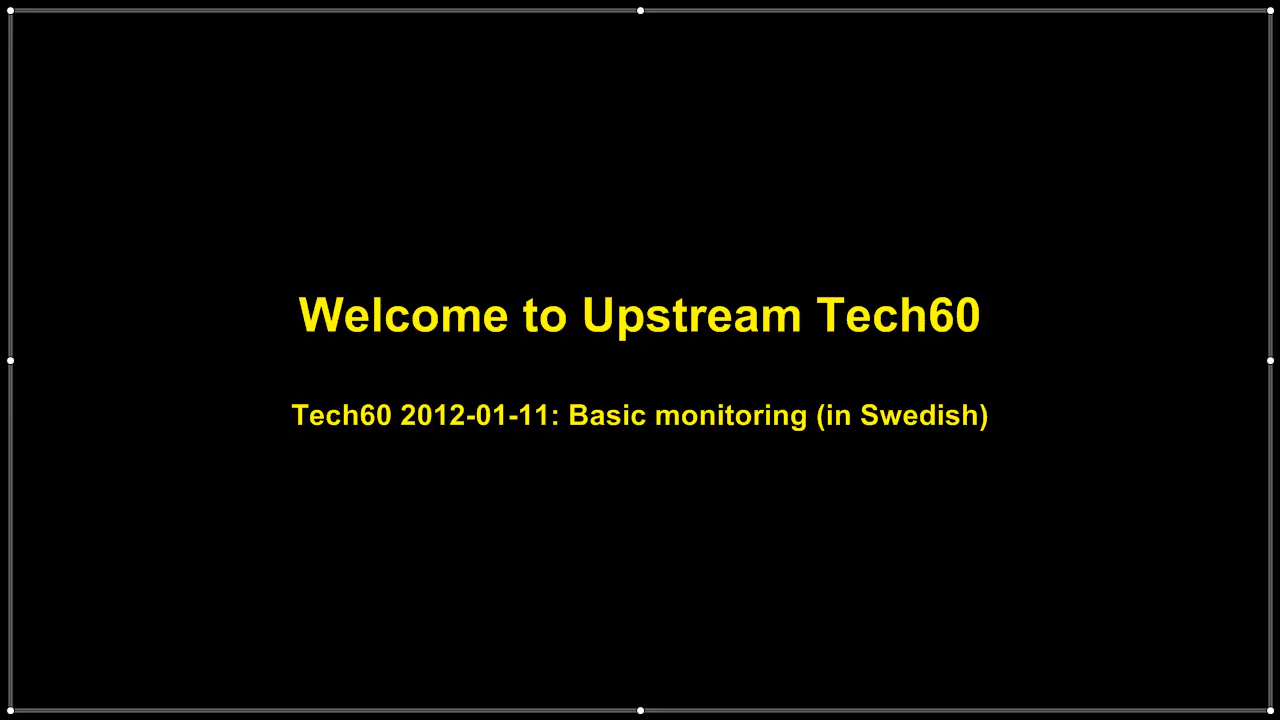 Welcome to Upstream Tech60
Tech60 2012-01-11: Basic monitoring (in Swedish)